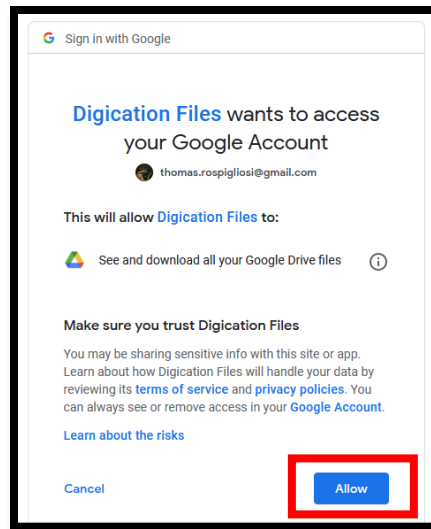 Sign in with Google
Digication Files wants to access
your Google Account
thomas.rospigliosi@gmail.com
This will allow Digication Files to:
See and download all your Google Drive files
Make sure you trust Digication Files
You may be sharing sensitive info with this site or app.
Learn about how Digication Files will handle your data by
reviewing its terms of service and privacy policies. You
can always see or remove access in your Google Account.
Learn about the risks
Cancel Allow